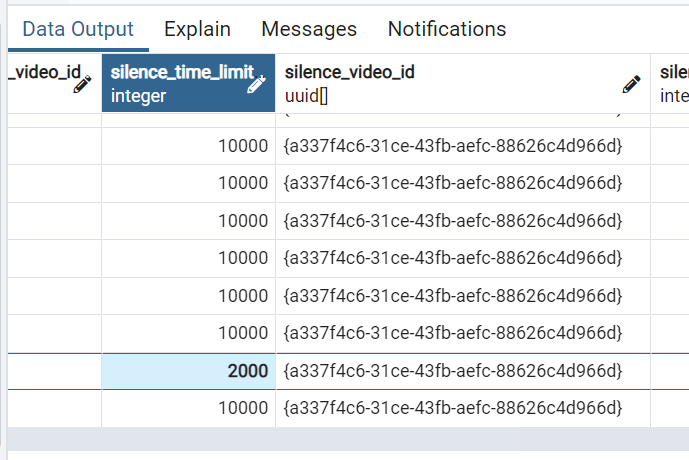 Data Output Explain Messages Notifications
_video_id silence_time_limit silence_video_id sile
integer uuid[] inte
10000 {a337f4c6-31ce-43fb-aefc-88626c4d966d}
10000 {a337f4c6-31ce-43fb-aefc-88626c4d966d}
10000 {a337f4c6-31ce-43fb-aefc-88626c4d966d}
10000 {a337f4c6-31ce-43fb-aefc-88626c4d966d}
10000 {a337f4c6-31ce-43fb-aefc-88626c4d966d}
10000 {a337f4c6-31ce-43fb-aefc-88626c4d966d}
2000 {a337f4c6-31ce-43fb-aefc-88626c4d966d}
10000 {a337f4c6-31ce-43fb-aefc-88626c4d966d}